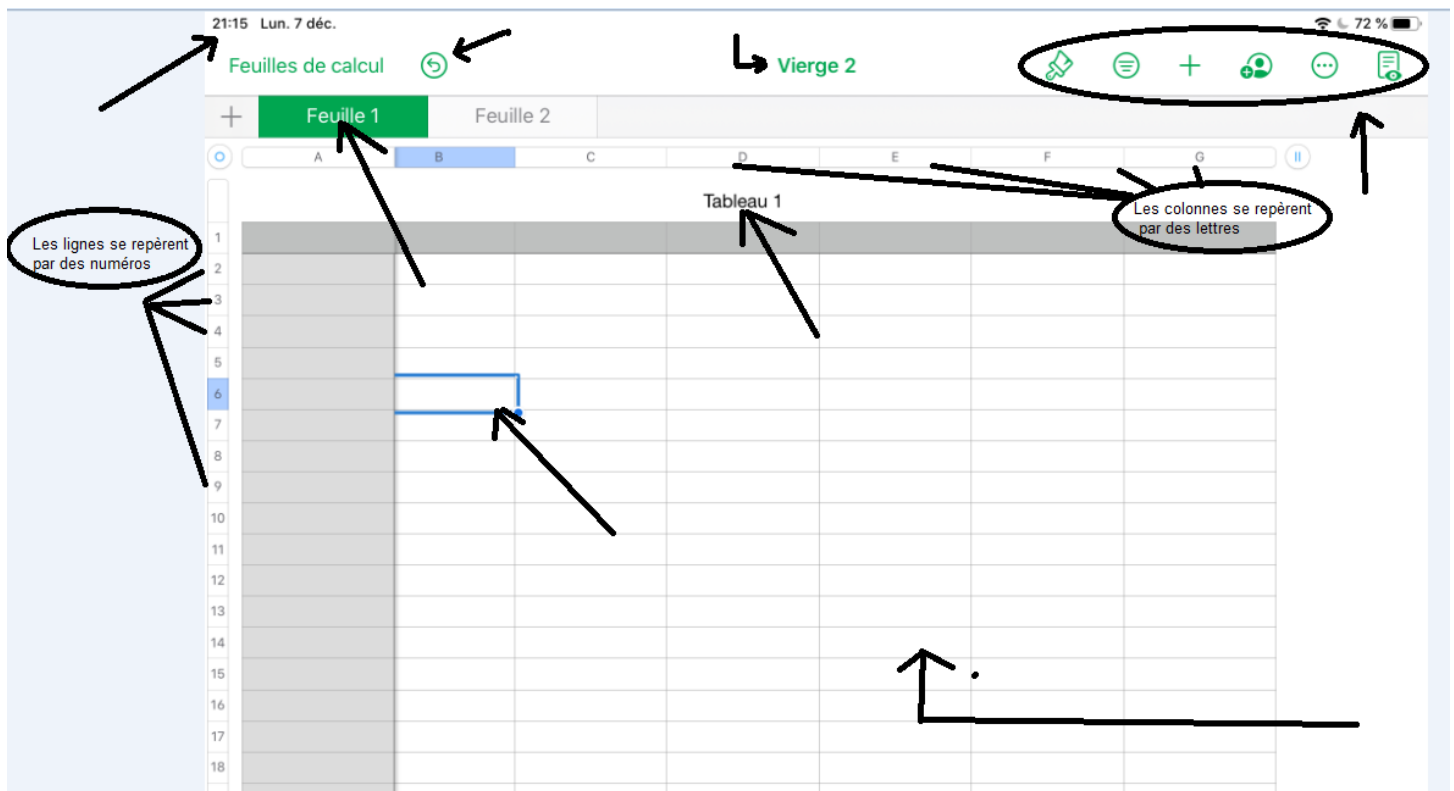 21:15 Lun. 7 déc. 72 %
Feuilles de calcul Vierge 2
+ Feuille 1 Feuille 2
A B C D E F G
Tableau 1
Les colonnes se repèrent
par des lettres
Les lignes se repèrent
par des numéros
1
2
3
4
5
6
7
8
9
10
11
12
13
14
15
16
17
18